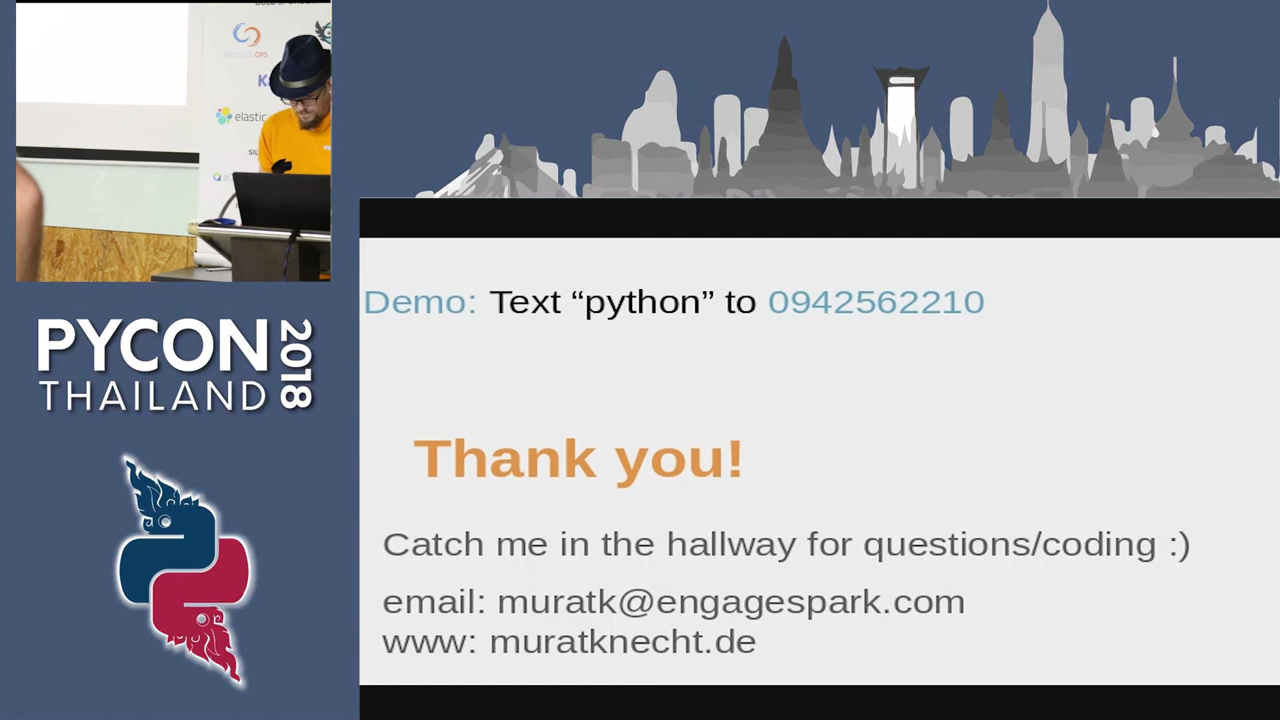 elastic
PYCON
THAILAND
2018
Demo: Text “python” to 0942562210
Thank you!
Catch me in the hallway for questions/coding :)
email: muratk@engagespark.com
www: muratknecht.de